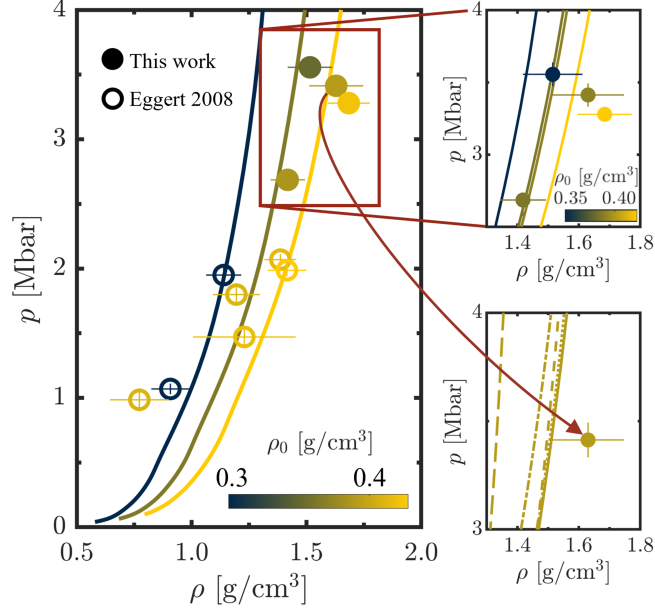 4
3
2
1
0
p [Mbar]
0.5 1.0 1.5 2.0
ρ [g/cm³]
This work
Eggert 2008
ρ₀ [g/cm³]
0.3 0.4
4
3
p [Mbar]
1.4 1.6 1.8
ρ [g/cm³]
ρ₀ [g/cm³]
0.35 0.40
4
3
p [Mbar]
1.4 1.6 1.8
ρ [g/cm³]